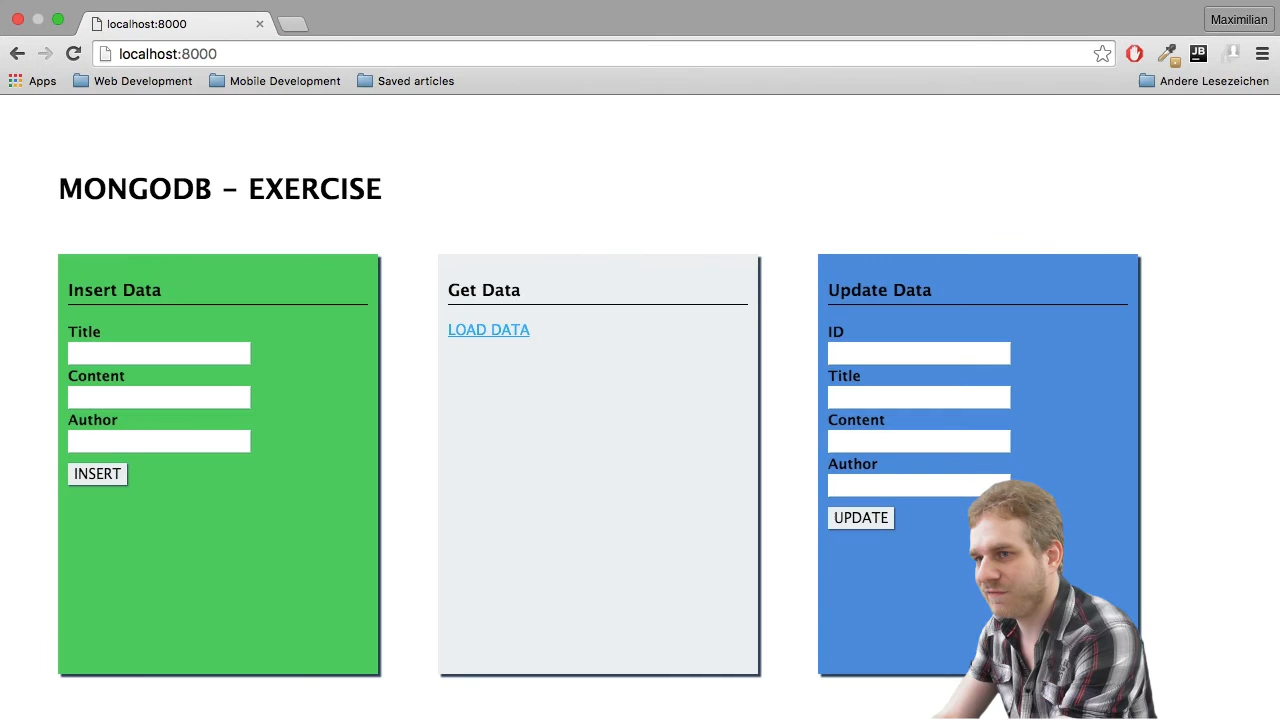 localhost:8000
Maximilian
localhost:8000
JB
Apps Web Development Mobile Development Saved articles Andere Lesezeichen
MONGODB - EXERCISE
Insert Data
Title
Content
Author
INSERT
Get Data
LOAD DATA
Update Data
ID
Title
Content
Author
UPDATE